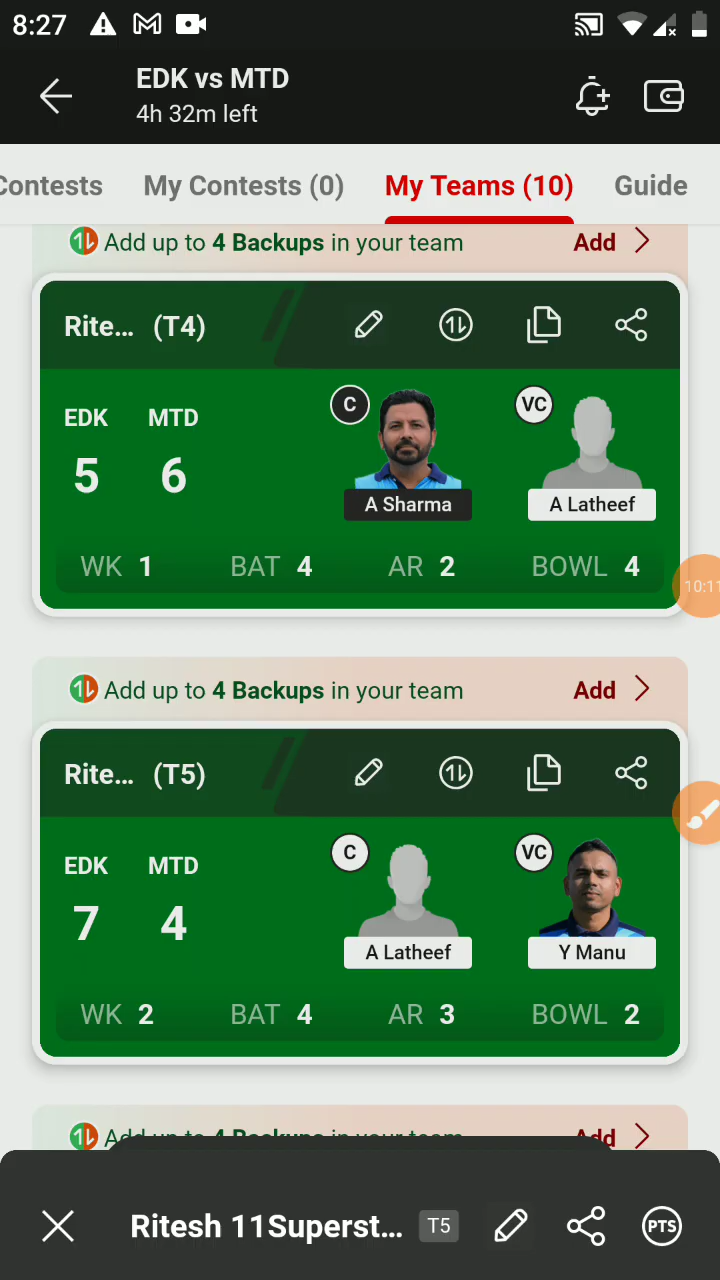 8:27
EDK vs MTD
4h 32m left
Contests My Contests (0) My Teams (10) Guide
Add up to 4 Backups in your team Add
Rite... (T4)
C VC
EDK MTD
5 6
A Sharma A Latheef
WK 1 BAT 4 AR 2 BOWL 4
10:11
Add up to 4 Backups in your team Add
Rite... (T5)
C VC
EDK MTD
7 4
A Latheef Y Manu
WK 2 BAT 4 AR 3 BOWL 2
Add up to 4 Backups in your team Add
Ritesh 11Superst... T5 PTS